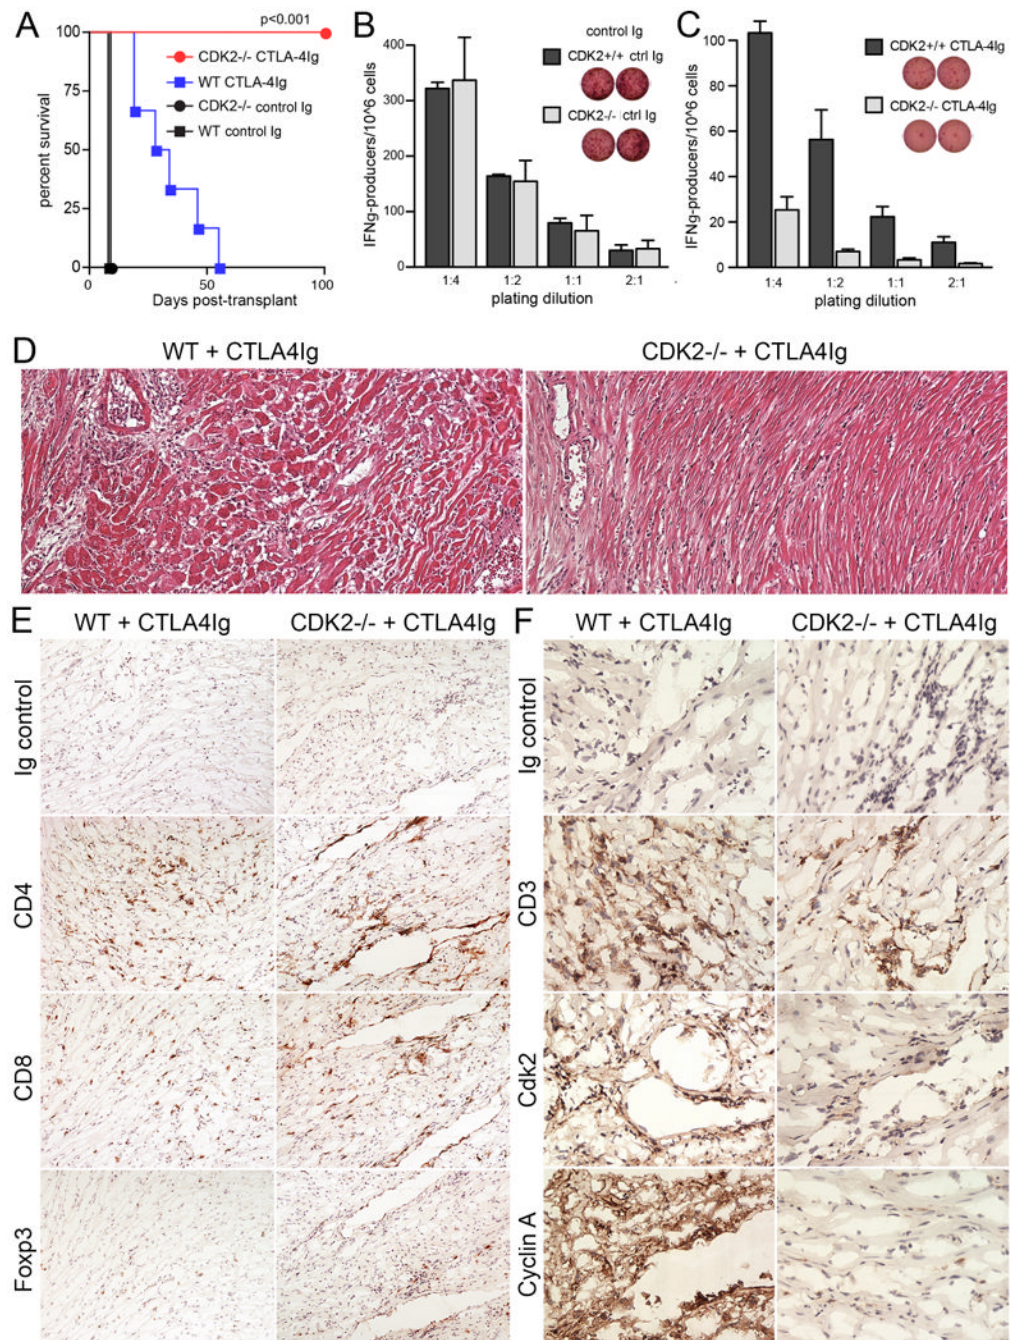 A
p<0.001
100
75
50
25
0
percent survival
0
50
100
Days post-transplant
CDK2-/- CTLA-4Ig
WT CTLA-4Ig
CDK2-/- control Ig
WT control Ig
B
400
300
200
100
0
IFNg-producers/10^6 cells
control Ig
CDK2+/+ ctrl Ig
CDK2-/- ctrl Ig
1:4
1:2
1:1
2:1
plating dilution
C
100
80
60
40
20
0
IFNg-producers/10^6 cells
CDK2+/+ CTLA-4Ig
CDK2-/- CTLA-4Ig
1:4
1:2
1:1
2:1
plating dilution
D
WT + CTLA4Ig
CDK2-/- + CTLA4Ig
E
WT + CTLA4Ig
CDK2-/- + CTLA4Ig
Ig control
CD4
CD8
Foxp3
F
WT + CTLA4Ig
CDK2-/- + CTLA4Ig
Ig control
CD3
Cdk2
Cyclin A